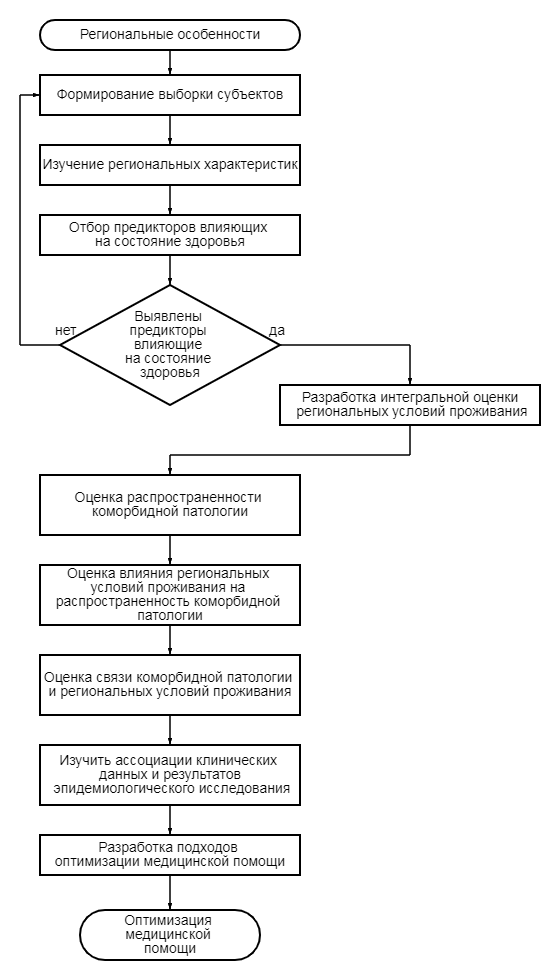 Региональные особенности
Формирование выборки субъектов
Изучение региональных характеристик
Отбор предикторов влияющих
на состояние здоровья
нет
Выявлены
предикторы
влияющие
на состояние
здоровья
да
Разработка интегральной оценки
региональных условий проживания
Оценка распространенности
коморбидной патологии
Оценка влияния региональных
условий проживания на
распространенность коморбидной
патологии
Оценка связи коморбидной патологии
и региональных условий проживания
Изучить ассоциации клинических
данных и результатов
эпидемиологического исследования
Разработка подходов
оптимизации медицинской помощи
Оптимизация
медицинской
помощи